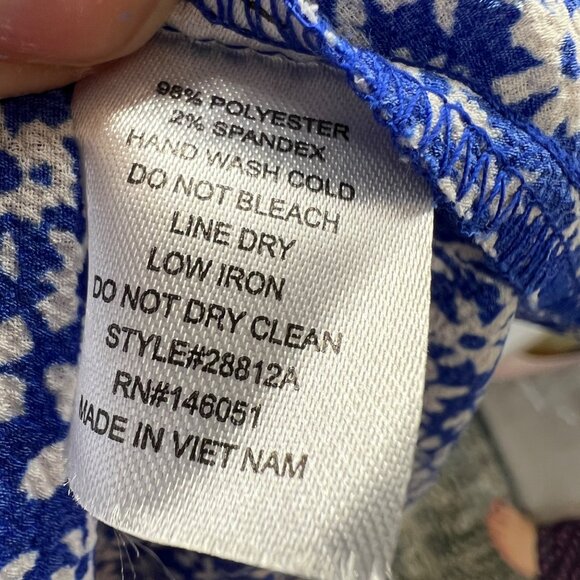 98% POLYESTER
2% SPANDEX
HAND WASH COLD
DO NOT BLEACH
LINE DRY
LOW IRON
DO NOT DRY CLEAN
STYLE#28812A
RN#146051
MADE IN VIET NAM